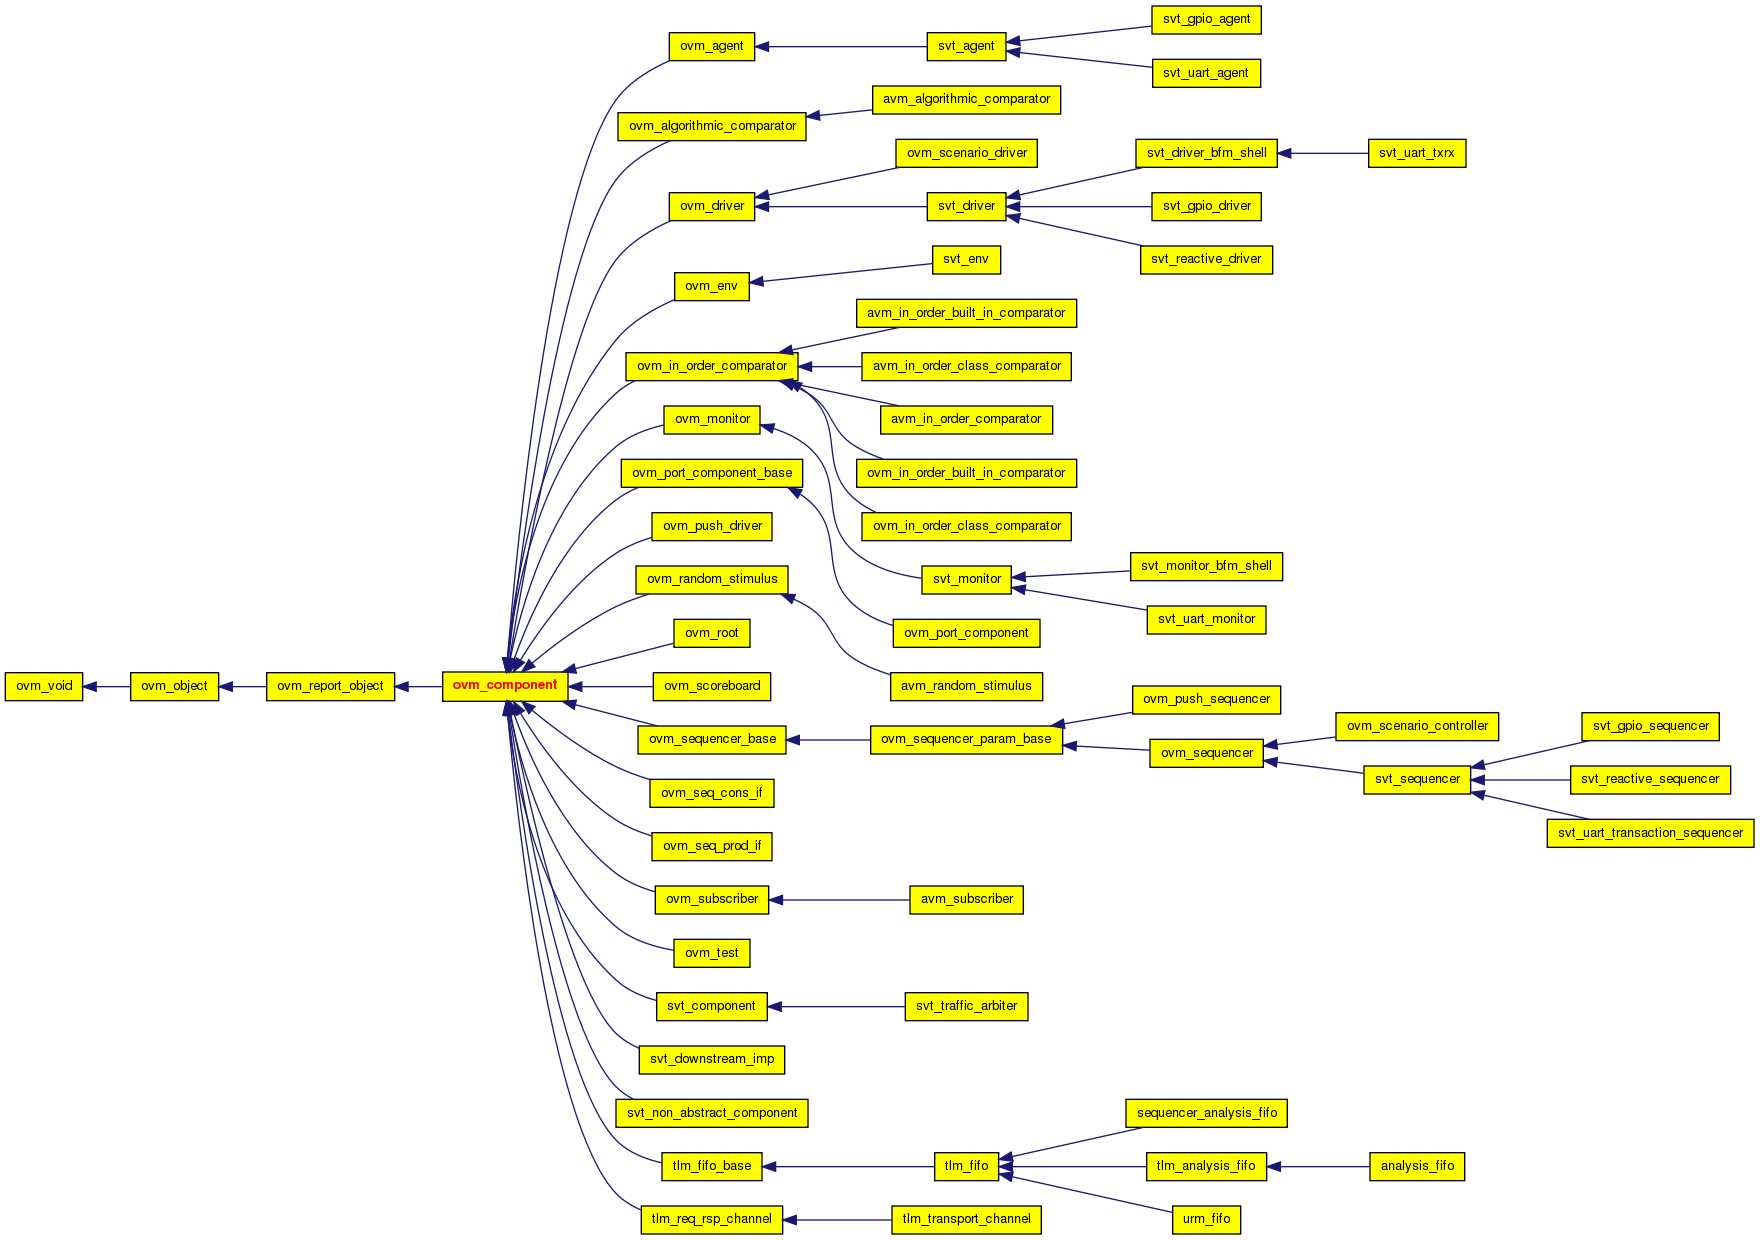 svt_gpio_agent
ovm_agent
svt_agent
svt_uart_agent
avm_algorithmic_comparator
ovm_algorithmic_comparator
ovm_scenario_driver
svt_driver_bfm_shell
svt_uart_txrx
ovm_driver
svt_driver
svt_gpio_driver
svt_env
svt_reactive_driver
ovm_env
avm_in_order_built_in_comparator
ovm_in_order_comparator
avm_in_order_class_comparator
ovm_monitor
avm_in_order_comparator
ovm_port_component_base
ovm_in_order_built_in_comparator
ovm_push_driver
ovm_in_order_class_comparator
svt_monitor_bfm_shell
ovm_random_stimulus
svt_monitor
svt_uart_monitor
ovm_root
ovm_port_component
ovm_void
ovm_object
ovm_report_object
ovm_component
ovm_scoreboard
avm_random_stimulus
ovm_push_sequencer
ovm_scenario_controller
svt_gpio_sequencer
ovm_sequencer_base
ovm_sequencer_param_base
ovm_sequencer
svt_sequencer
svt_reactive_sequencer
ovm_seq_cons_if
svt_uart_transaction_sequencer
ovm_seq_prod_if
ovm_subscriber
avm_subscriber
ovm_test
svt_component
svt_traffic_arbiter
svt_downstream_imp
svt_non_abstract_component
sequencer_analysis_fifo
tlm_fifo_base
tlm_fifo
tlm_analysis_fifo
analysis_fifo
tlm_req_rsp_channel
tlm_transport_channel
urm_fifo